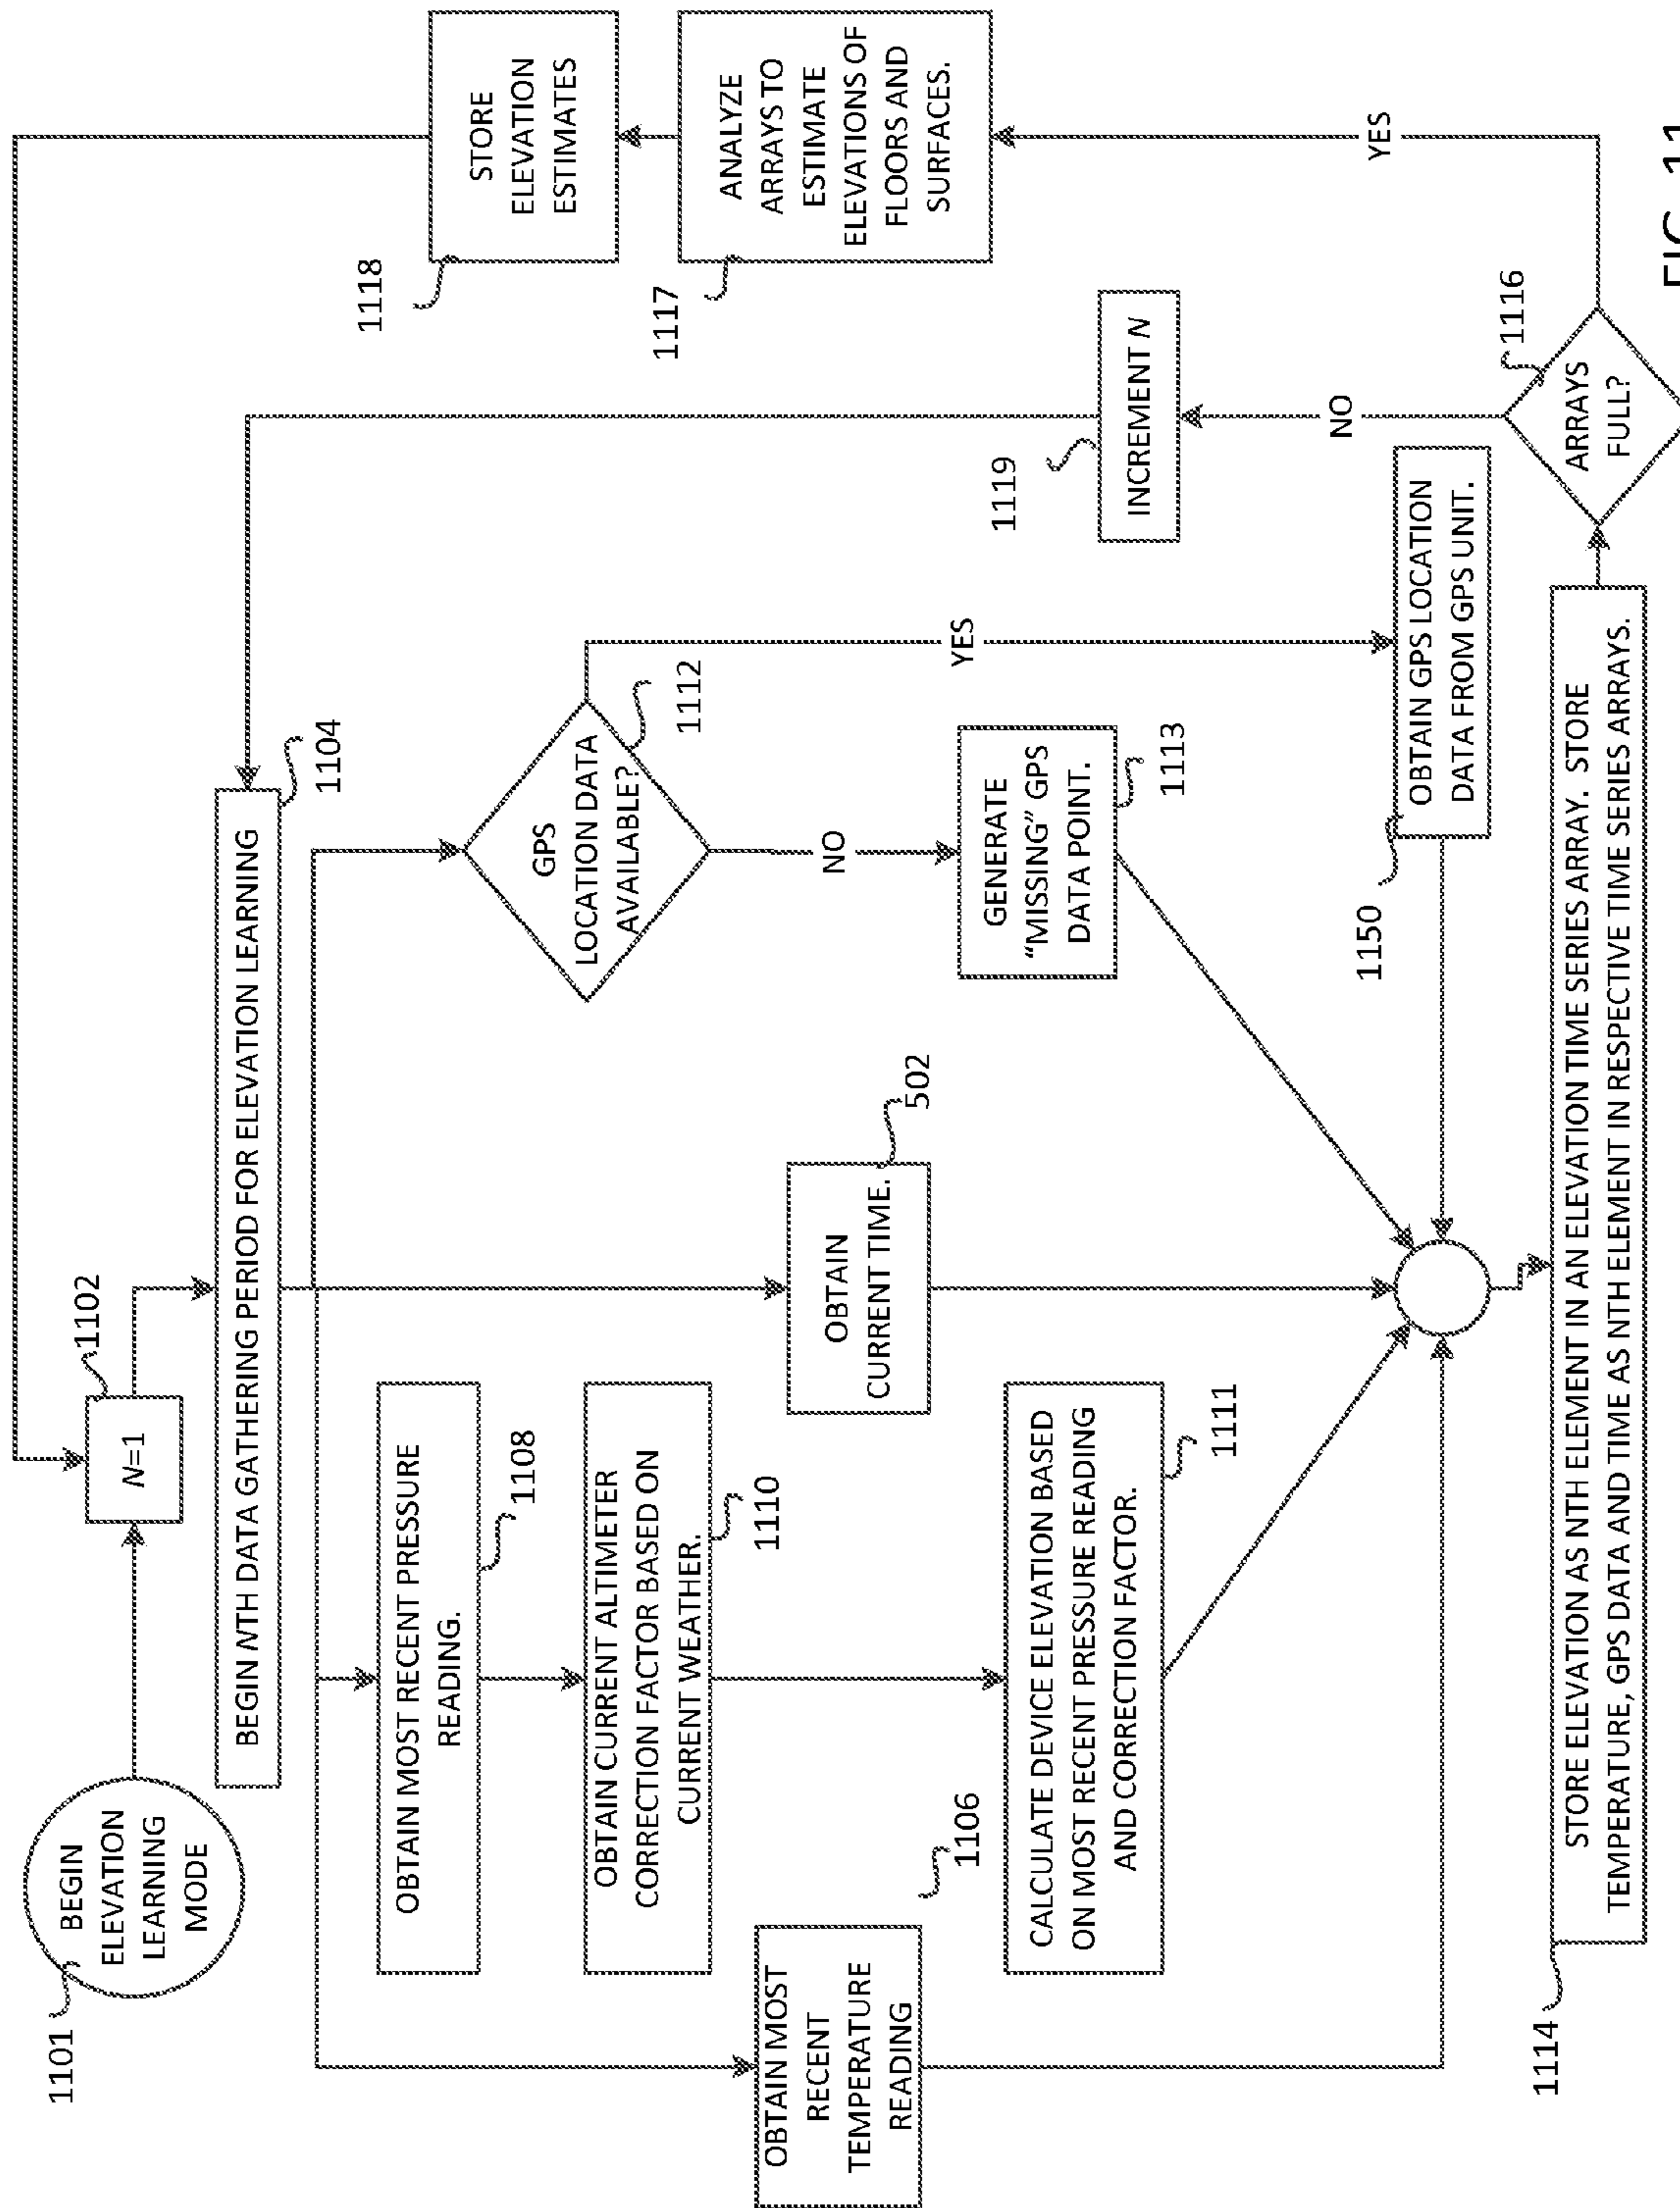 1101
BEGIN
ELEVATION
LEARNING
MODE
N=1
1102
BEGIN NTH DATA GATHERING PERIOD FOR ELEVATION LEARNING
1104
OBTAIN MOST
RECENT
TEMPERATURE
READING
1106
OBTAIN MOST RECENT PRESSURE
READING.
1108
OBTAIN CURRENT ALTIMETER
CORRECTION FACTOR BASED ON
CURRENT WEATHER.
1110
CALCULATE DEVICE ELEVATION BASED
ON MOST RECENT PRESSURE READING
AND CORRECTION FACTOR.
1111
OBTAIN
CURRENT TIME.
502
GPS
LOCATION DATA
AVAILABLE?
1112
NO
YES
GENERATE
“MISSING” GPS
DATA POINT.
1113
1150
OBTAIN GPS LOCATION
DATA FROM GPS UNIT.
1114
STORE ELEVATION AS NTH ELEMENT IN AN ELEVATION TIME SERIES ARRAY. STORE
TEMPERATURE, GPS DATA AND TIME AS NTH ELEMENT IN RESPECTIVE TIME SERIES ARRAYS.
ARRAYS
FULL?
1116
NO
YES
1119
INCREMENT N
1117
ANALYZE
ARRAYS TO
ESTIMATE
ELEVATIONS OF
FLOORS AND
SURFACES.
1118
STORE
ELEVATION
ESTIMATES
FIG. 11